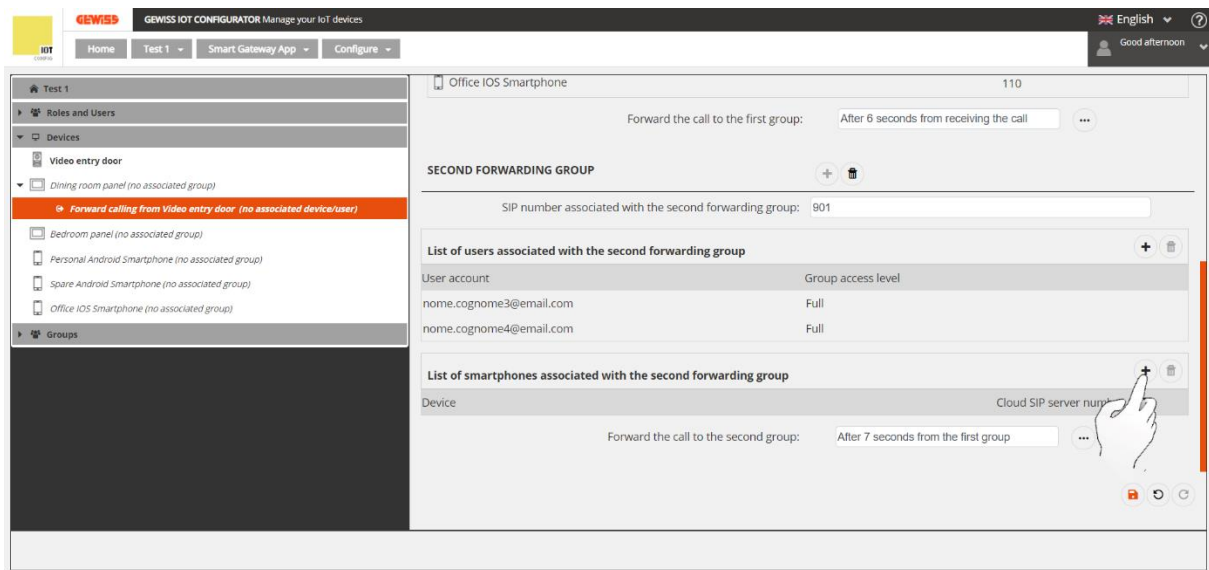 GEWISS GEWISS IOT CONFIGURATOR Manage your IoT devices English
IOT
CONFIG
Home Test 1 Smart Gateway App Configure Good afternoon
Test 1
Roles and Users
Devices
Video entry door
Dining room panel (no associated group)
Forward calling from Video entry door (no associated device/user)
Bedroom panel (no associated group)
Personal Android Smartphone (no associated group)
Spare Android Smartphone (no associated group)
Office IOS Smartphone (no associated group)
Groups
Office IOS Smartphone 110
Forward the call to the first group: After 6 seconds from receiving the call
SECOND FORWARDING GROUP
SIP number associated with the second forwarding group: 901
List of users associated with the second forwarding group
User account Group access level
nome.cognome3@email.com Full
nome.cognome4@email.com Full
List of smartphones associated with the second forwarding group
Device Cloud SIP server
Forward the call to the second group: After 7 seconds from the first group